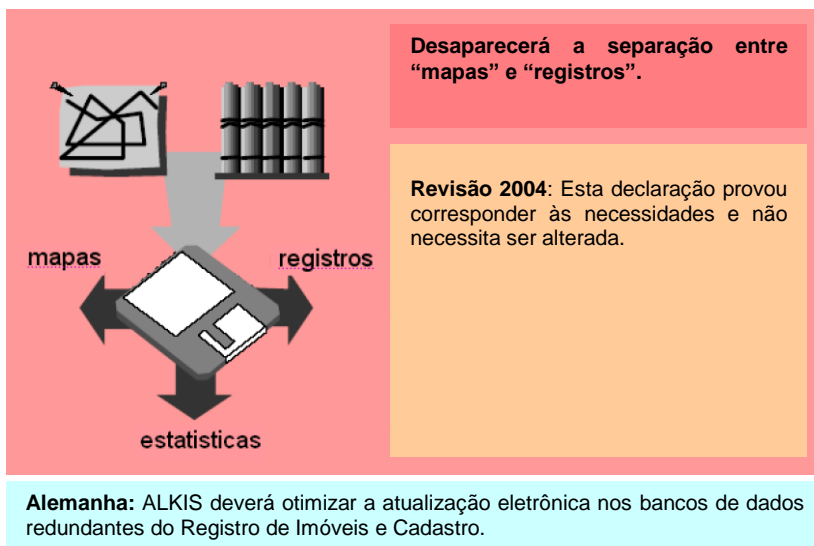 Desaparecerá a separação entre
“mapas” e “registros”.
Revisão 2004: Esta declaração provou
corresponder às necessidades e não
necessita ser alterada.
mapas
registros
estatisticas
Alemanha: ALKIS deverá otimizar a atualização eletrônica nos bancos de dados
redundantes do Registro de Imóveis e Cadastro.